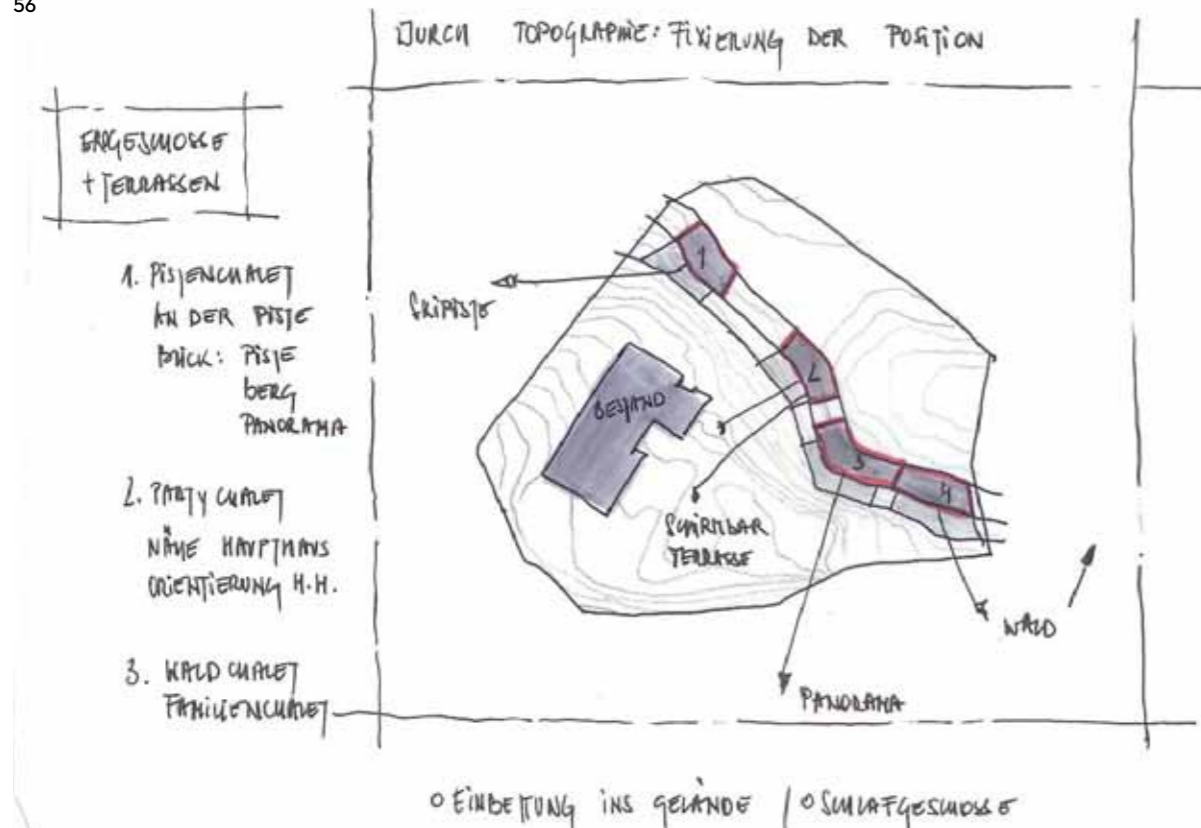 56
DURCH TOPOGRAPHIE: FIXIERUNG DER POSITION
ERGESCHOSSE
+ TERRASSEN
1. PISTENCHALET
AN DER PISTE
BLICK: PISTE
BERG
PANORAMA
2. PARTY CHALET
NÄHE HAUPTHAUS
ORIENTIERUNG H.H.
3. WALD CHALET
FAMILIENCHALET
SKIPISTE
1
2
BESTAND
3
4
SCHIRMBAR
TERRASSE
WALD
PANORAMA
O EINBETTUNG INS GELÄNDE / O SCHLAFGESCHOSSE